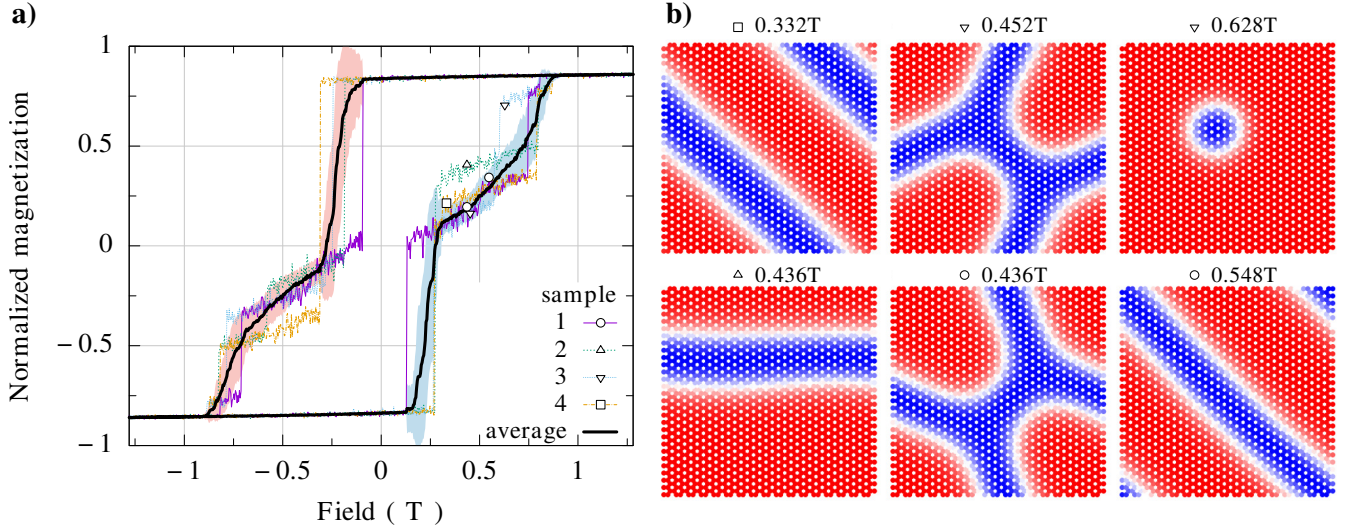 a)
Normalized magnetization
1
0.5
0
−0.5
−1
−1
−0.5
0
0.5
1
Field ( T )
sample
1
2
3
4
average
b)
0.332T
0.452T
0.628T
0.436T
0.436T
0.548T